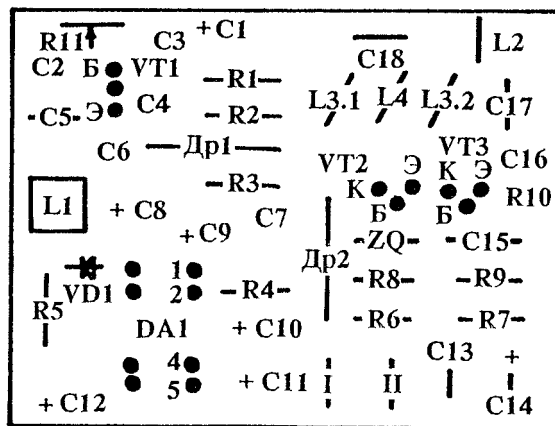 R11 C3 + C1 C18 L2
C2 Б VT1 R1 L3.1 L4 L3.2 C17
C5 Э C4 R2
C6 Др1 VT2 Э VT3 C16
R3 К К Э R10
L1 + C8 C7 Б Б
+ C9 ZQ C15
1 Др2 R8 R9
R5 VD1 2 R4
DA1 + C10 R6 R7
4 C13 +
5 + C11 I II
+ C12 C14